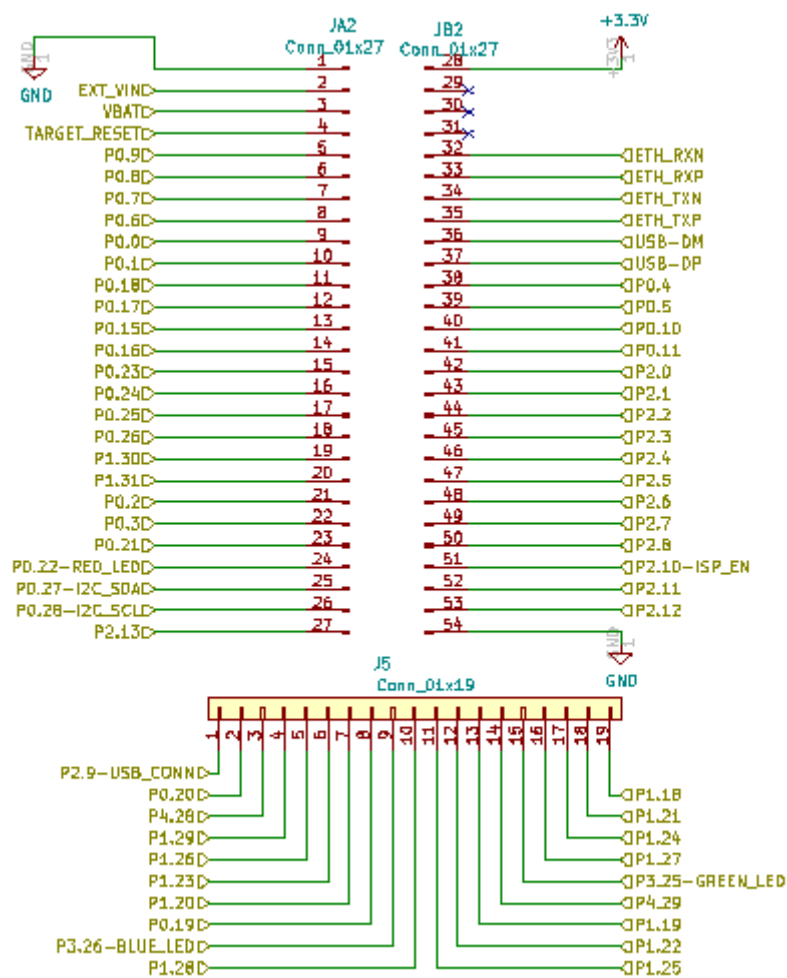 JA2
Conn_01x27
JB2
Conn_01x27
+3.3V
+3V3
1
GND
1
GND
1
EXT_VIN 2
VBAT 3
TARGET_RESET 4
P0.9 5
P0.8 6
P0.7 7
P0.6 8
P0.0 9
P0.1 10
P0.18 11
P0.17 12
P0.15 13
P0.16 14
P0.23 15
P0.24 16
P0.25 17
P0.26 18
P1.30 19
P1.31 20
P0.2 21
P0.3 22
P0.21 23
P0.22-RED_LED 24
P0.27-I2C_SDA 25
P0.28-I2C_SCL 26
P2.13 27
28
29
30
31
32 ETH_RXN
33 ETH_RXP
34 ETH_TXN
35 ETH_TXP
36 USB-DM
37 USB-DP
38 P0.4
39 P0.5
40 P0.10
41 P0.11
42 P2.0
43 P2.1
44 P2.2
45 P2.3
46 P2.4
47 P2.5
48 P2.6
49 P2.7
50 P2.8
51 P2.10-ISP_EN
52 P2.11
53 P2.12
54
GND
1
GND
J5
Conn_01x19
1 2 3 4 5 6 7 8 9 10 11 12 13 14 15 16 17 18 19
P2.9-USB_CONN
P0.20
P4.28
P1.29
P1.26
P1.23
P1.20
P0.19
P3.26-BLUE_LED
P1.28
P1.18
P1.21
P1.24
P1.27
P3.25-GREEN_LED
P4.29
P1.19
P1.22
P1.25